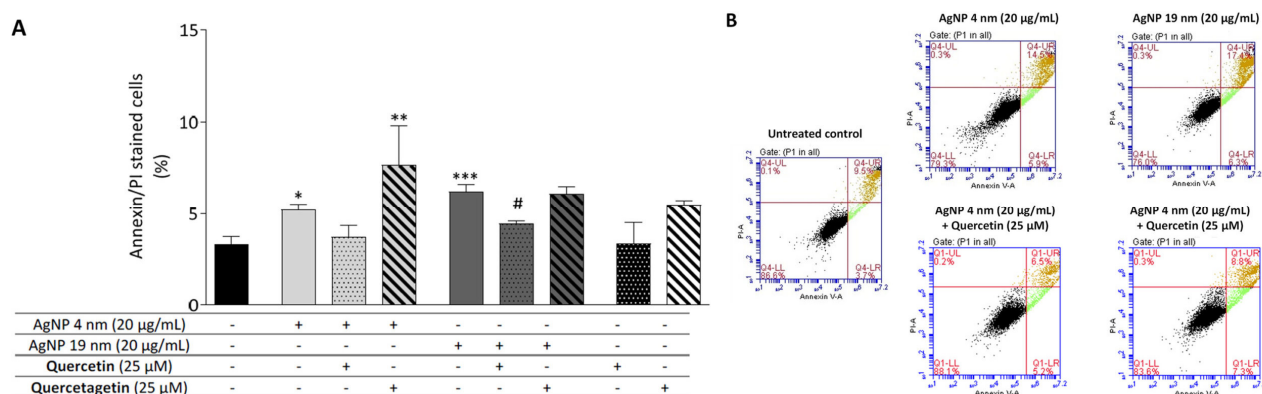 A
15
10
5
0
Annexin/PI stained cells
(%)
*
**
***
#
AgNP 4 nm (20 µg/mL) - + + + - - - - -
AgNP 19 nm (20 µg/mL) - - - - + + + - -
Quercetin (25 µM) - - + - - + - + -
Quercetagetin (25 µM) - - - + - - + - +
B
Untreated control
Gate: (P1 in all)
Q4-UL
0.1%
Q4-UR
9.5%
Q4-LL
86.6%
Q4-LR
3.7%
PI-A
Annexin V-A
AgNP 4 nm (20 µg/mL)
Gate: (P1 in all)
Q4-UL
0.3%
Q4-UR
14.5%
Q4-LL
79.3%
Q4-LR
5.9%
PI-A
Annexin V-A
AgNP 19 nm (20 µg/mL)
Gate: (P1 in all)
Q4-UL
0.3%
Q4-UR
17.4%
Q4-LL
76.0%
Q4-LR
6.3%
PI-A
Annexin V-A
AgNP 4 nm (20 µg/mL)
+ Quercetin (25 µM)
Gate: (P1 in all)
Q1-UL
0.2%
Q1-UR
6.5%
Q1-LL
88.1%
Q1-LR
5.2%
PI-A
Annexin V-A
AgNP 4 nm (20 µg/mL)
+ Quercetin (25 µM)
Gate: (P1 in all)
Q1-UL
0.3%
Q1-UR
8.8%
Q1-LL
83.6%
Q1-LR
7.3%
PI-A
Annexin V-A